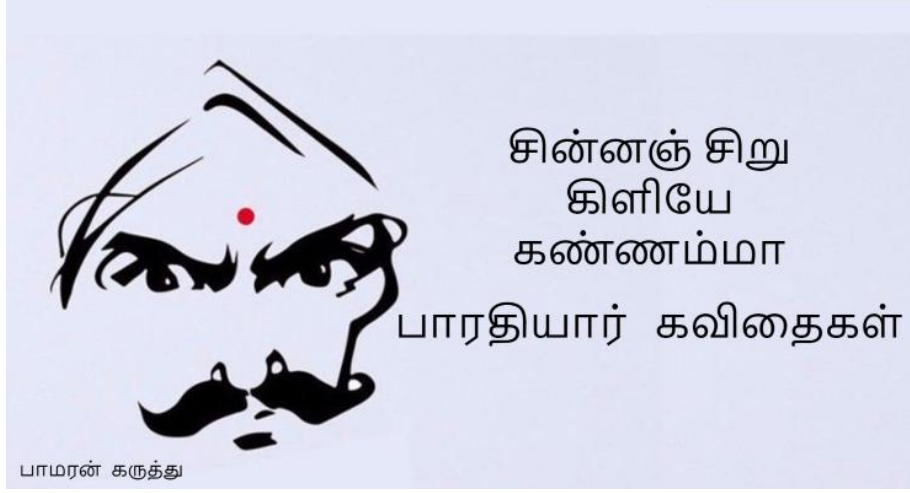 சின்னஞ் சிறு
கிளியே
கண்ணம்மா
பாரதியார் கவிதைகள்
பாமரன் கருத்து